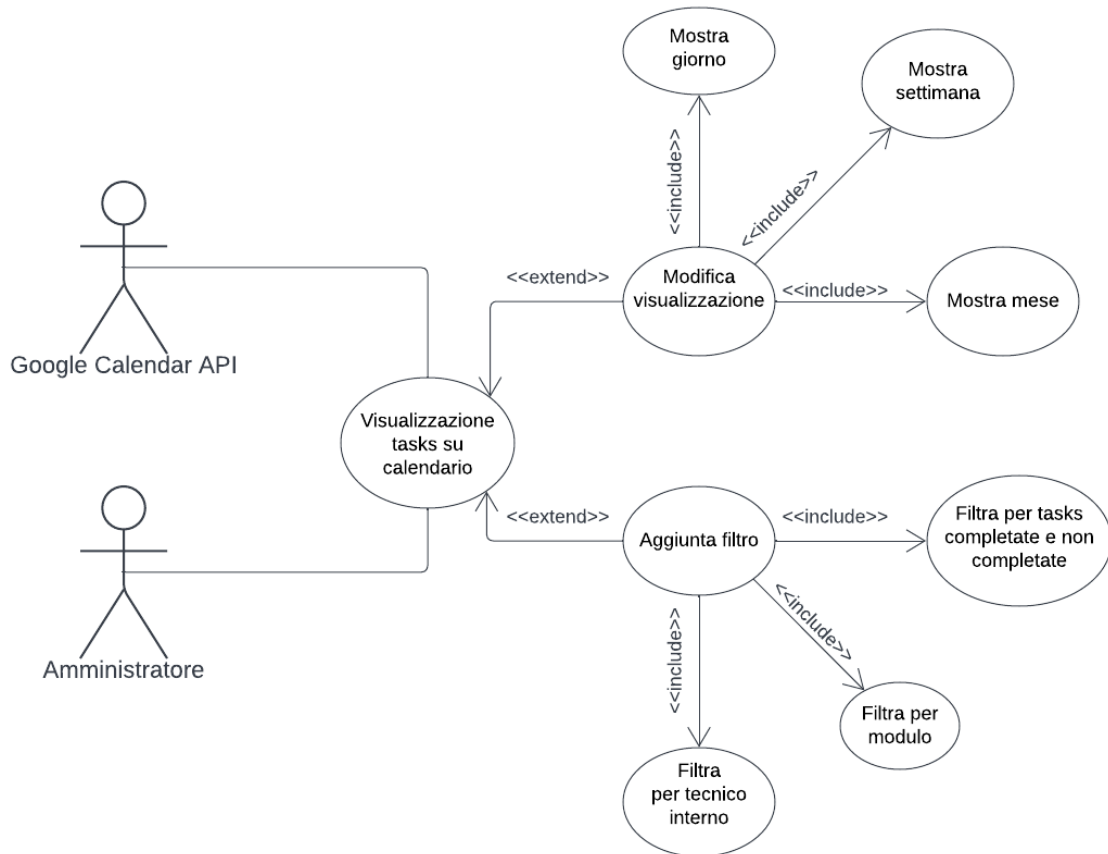 Mostra
giorno
Mostra
settimana
<<include>>
<<include>>
Google Calendar API
<<extend>>
Modifica
visualizzazione
<<include>>
Mostra mese
Visualizzazione
tasks su
calendario
<<extend>>
Aggiunta filtro
<<include>>
Filtra per tasks
completate e non
completate
Amministratore
<<include>>
<<include>>
Filtra per
modulo
Filtra
per tecnico
interno